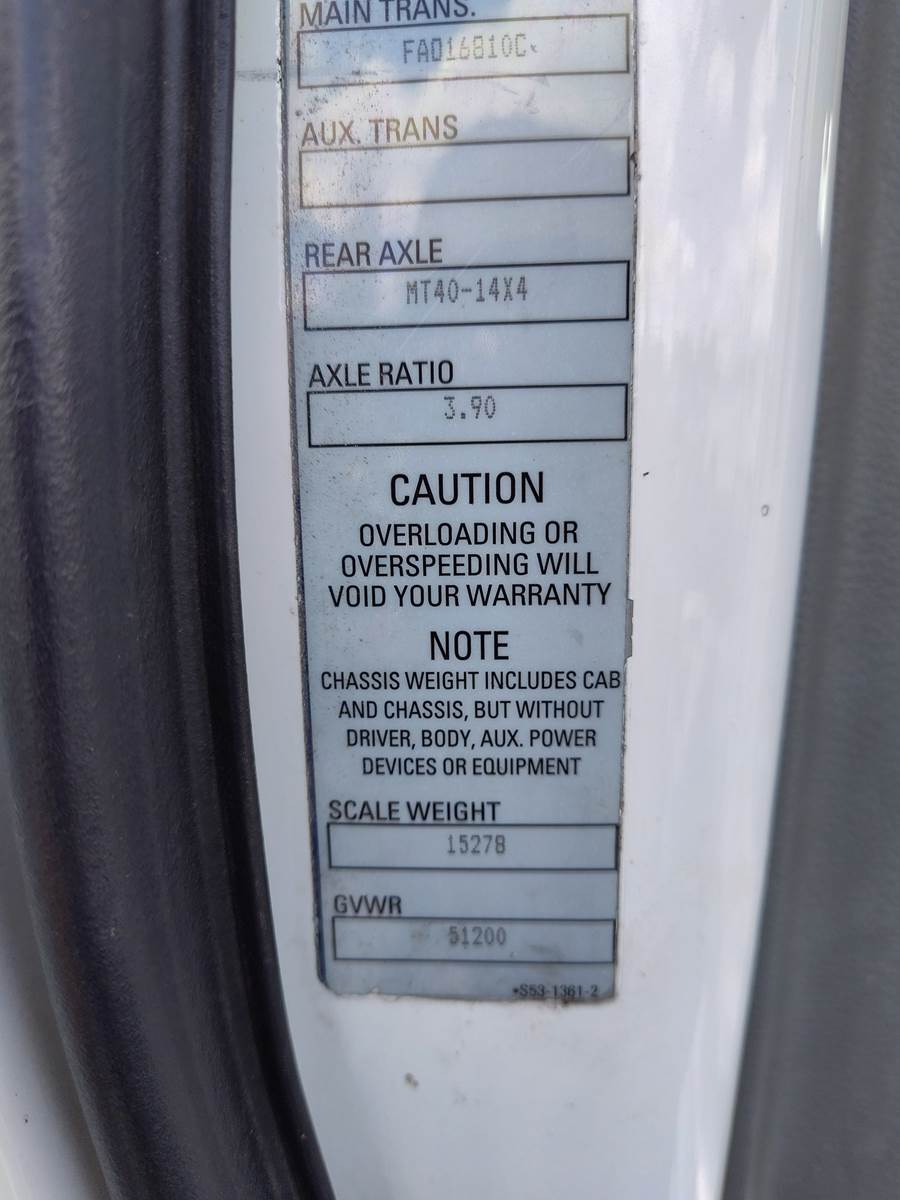 MAIN TRANS.
FAO16810C
AUX. TRANS
REAR AXLE
MT40-14X4
AXLE RATIO
3.90
CAUTION
OVERLOADING OR
OVERSPEEDING WILL
VOID YOUR WARRANTY
NOTE
CHASSIS WEIGHT INCLUDES CAB
AND CHASSIS, BUT WITHOUT
DRIVER, BODY, AUX. POWER
DEVICES OR EQUIPMENT
SCALE WEIGHT
15278
GVWR
51200
*S53-1361-2